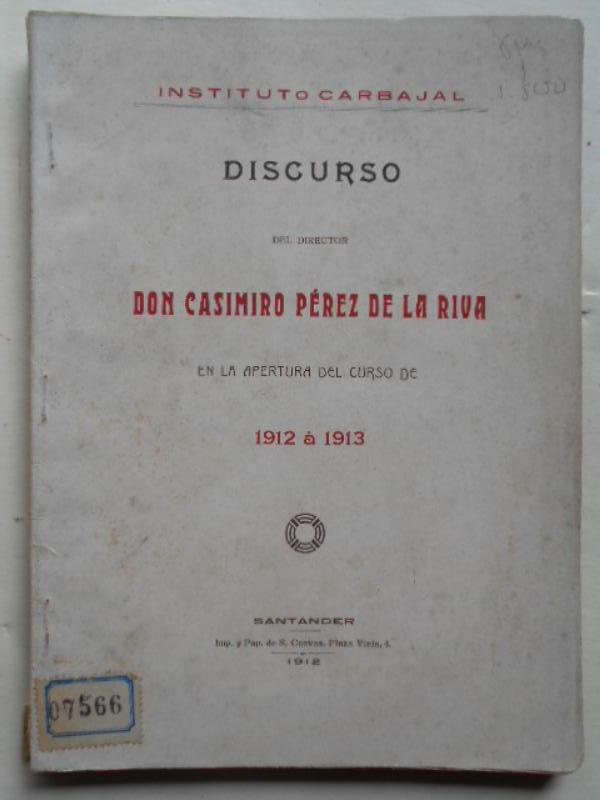 INSTITUTO CARBAJAL
DISCURSO
DEL DIRECTOR
DON CASIMIRO PÉREZ DE LA RIVA
EN LA APERTURA DEL CURSO DE
1912 á 1913
SANTANDER
Imp. y Pap. de S. Cuevas, Plaza Vieja, 4.
1912
07566